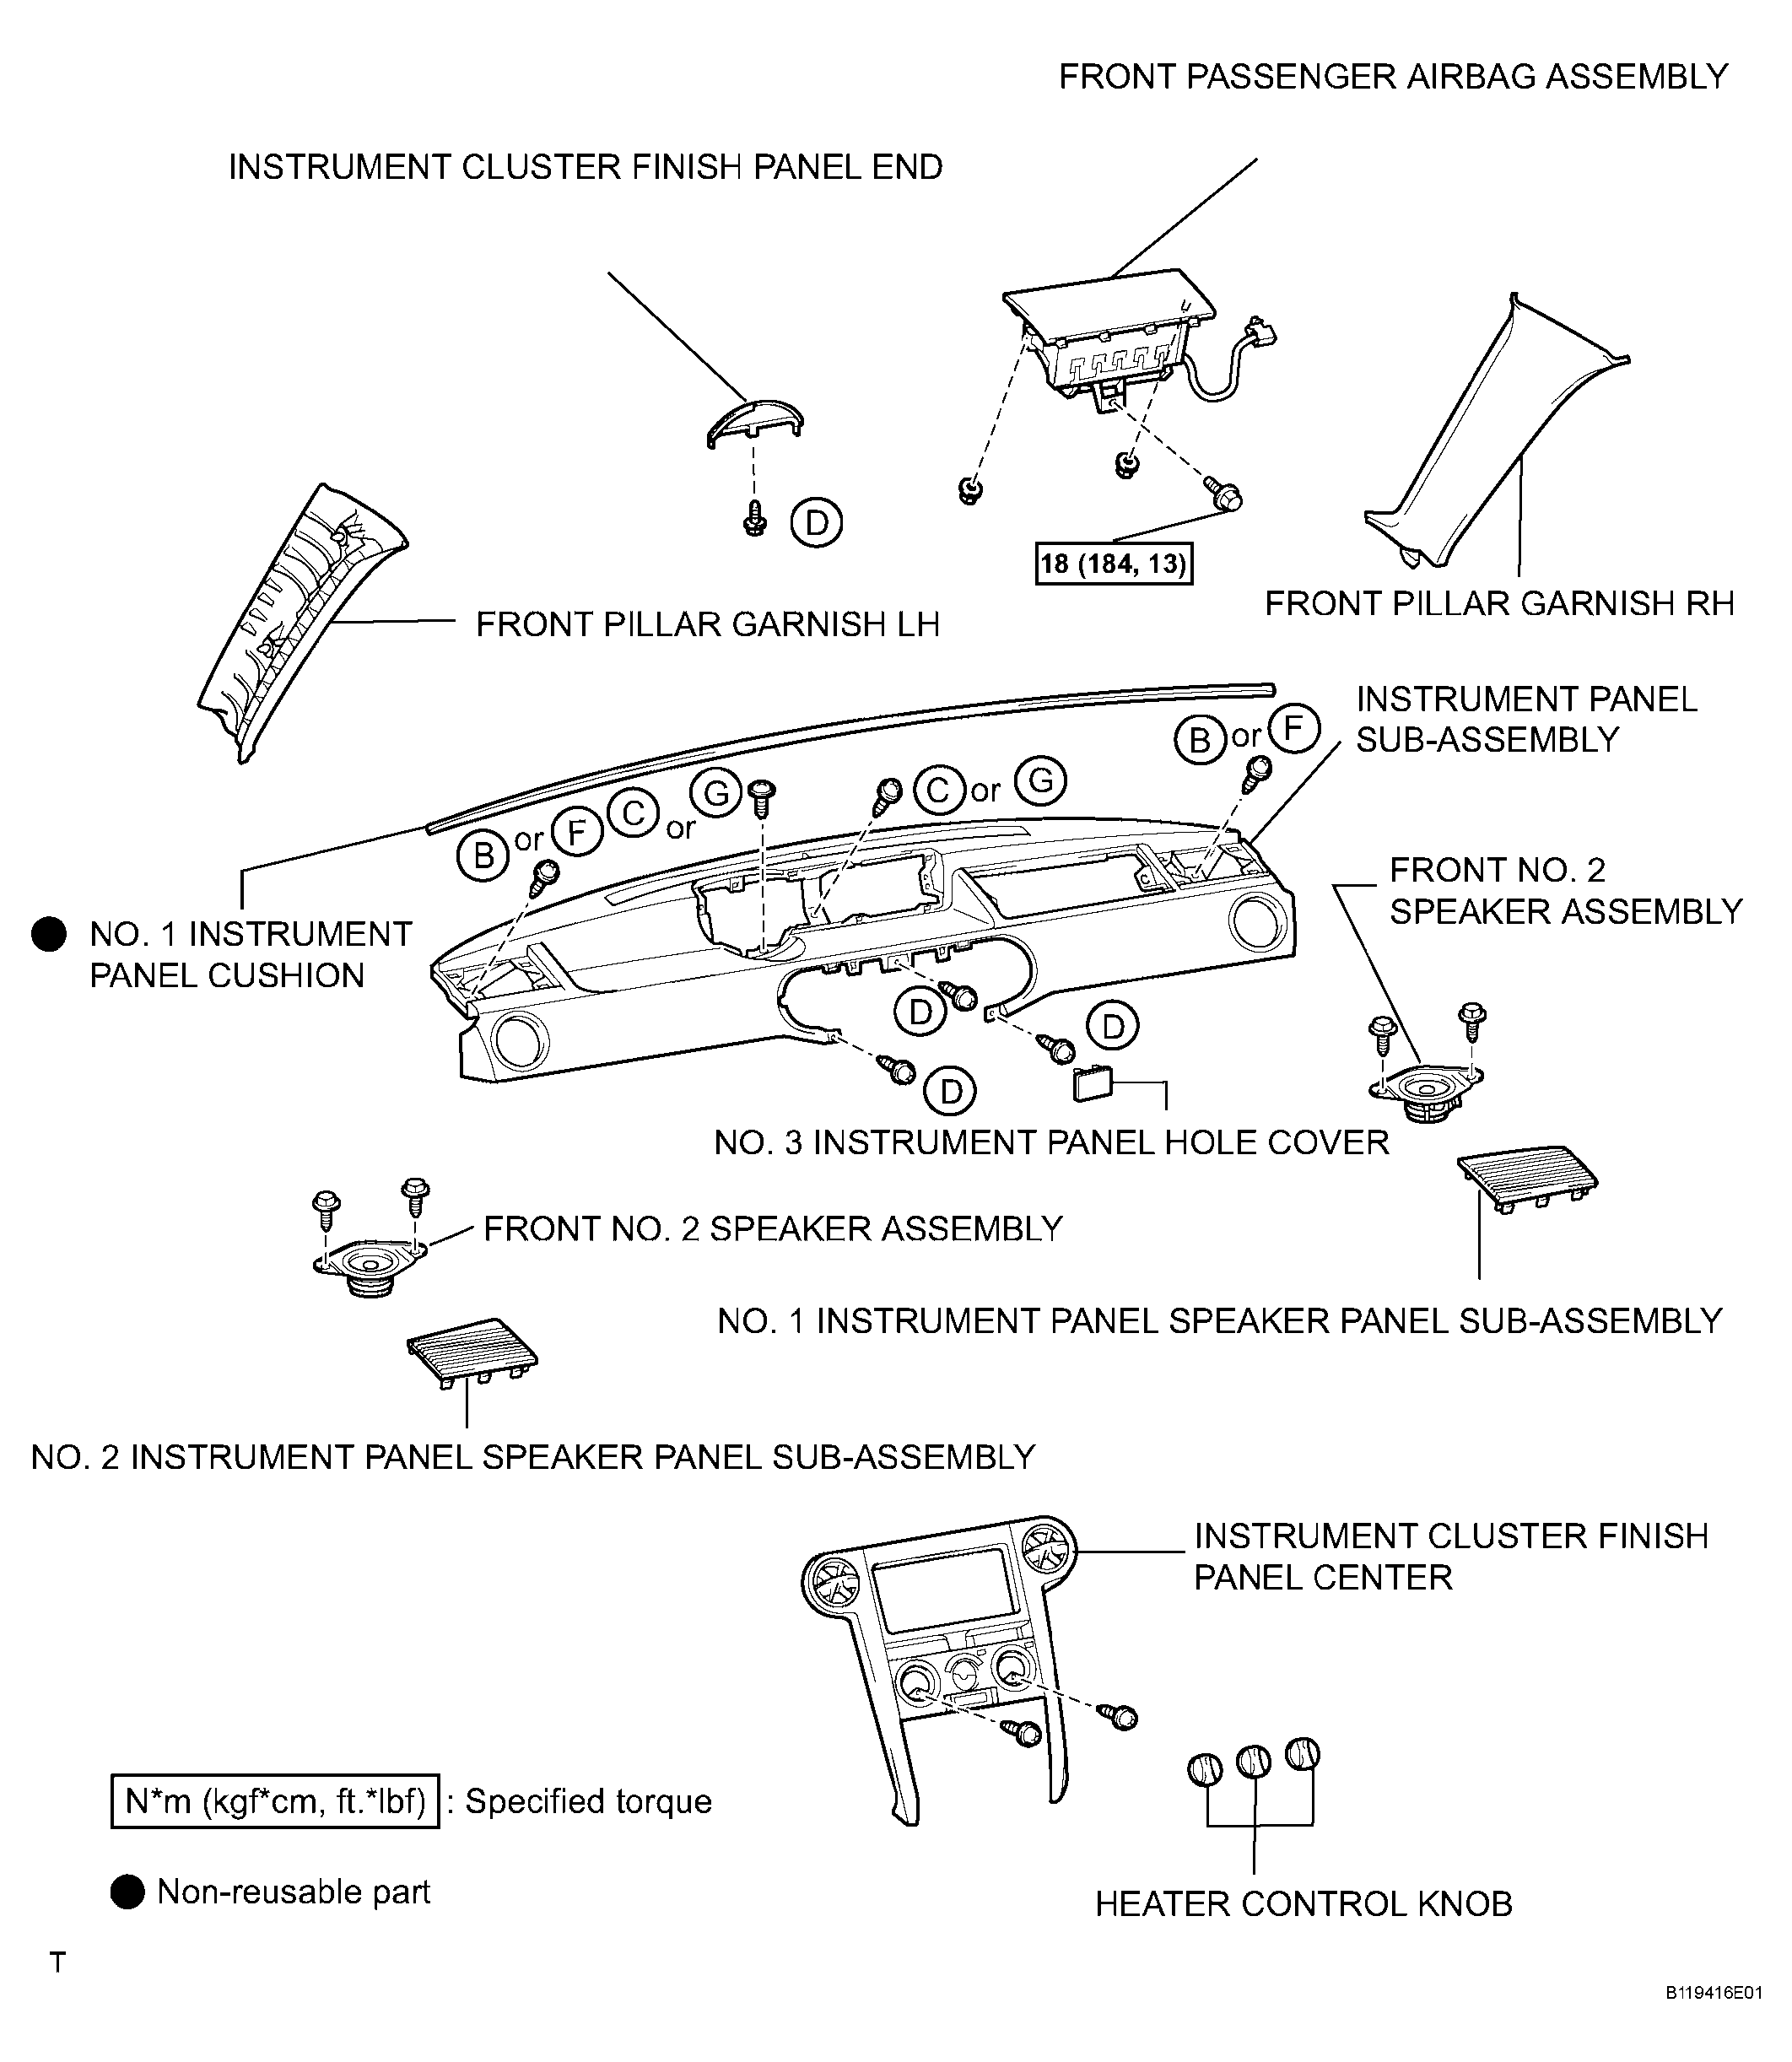 FRONT PASSENGER AIRBAG ASSEMBLY
INSTRUMENT CLUSTER FINISH PANEL END
D
18 (184, 13)
FRONT PILLAR GARNISH RH
FRONT PILLAR GARNISH LH
INSTRUMENT PANEL
SUB-ASSEMBLY
B or F
C or G
C or G
B or F
FRONT NO. 2
SPEAKER ASSEMBLY
NO. 1 INSTRUMENT
PANEL CUSHION
D
D
D
NO. 3 INSTRUMENT PANEL HOLE COVER
FRONT NO. 2 SPEAKER ASSEMBLY
NO. 1 INSTRUMENT PANEL SPEAKER PANEL SUB-ASSEMBLY
NO. 2 INSTRUMENT PANEL SPEAKER PANEL SUB-ASSEMBLY
INSTRUMENT CLUSTER FINISH
PANEL CENTER
N*m (kgf*cm, ft.*lbf) : Specified torque
Non-reusable part
HEATER CONTROL KNOB
T
B119416E01